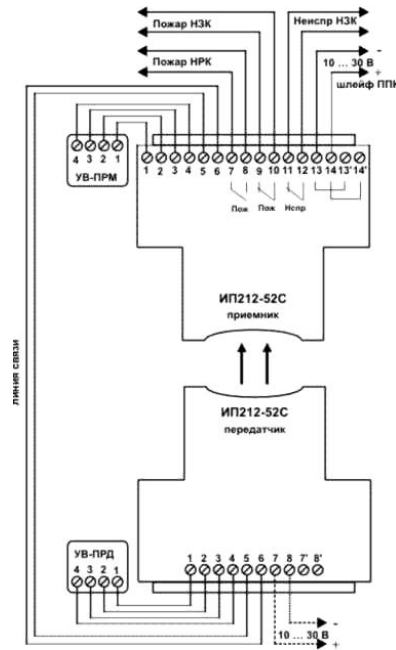 Пожар НЗК
Неиспр НЗК
Пожар НРК
-
10 ... 30 В
+
шлейф ППК
4 3 2 1
УВ-ПРМ
1 2 3 4 5 6 7 8 9 10 11 12 13 14 13' 14'
Пож Пож Нспр
ИП212-52С
приемник
линия связи
ИП212-52С
передатчик
УВ-ПРД
4 3 2 1
1 2 3 4 5 6 7 8 7' 8'
-
10 ... 30 В
+